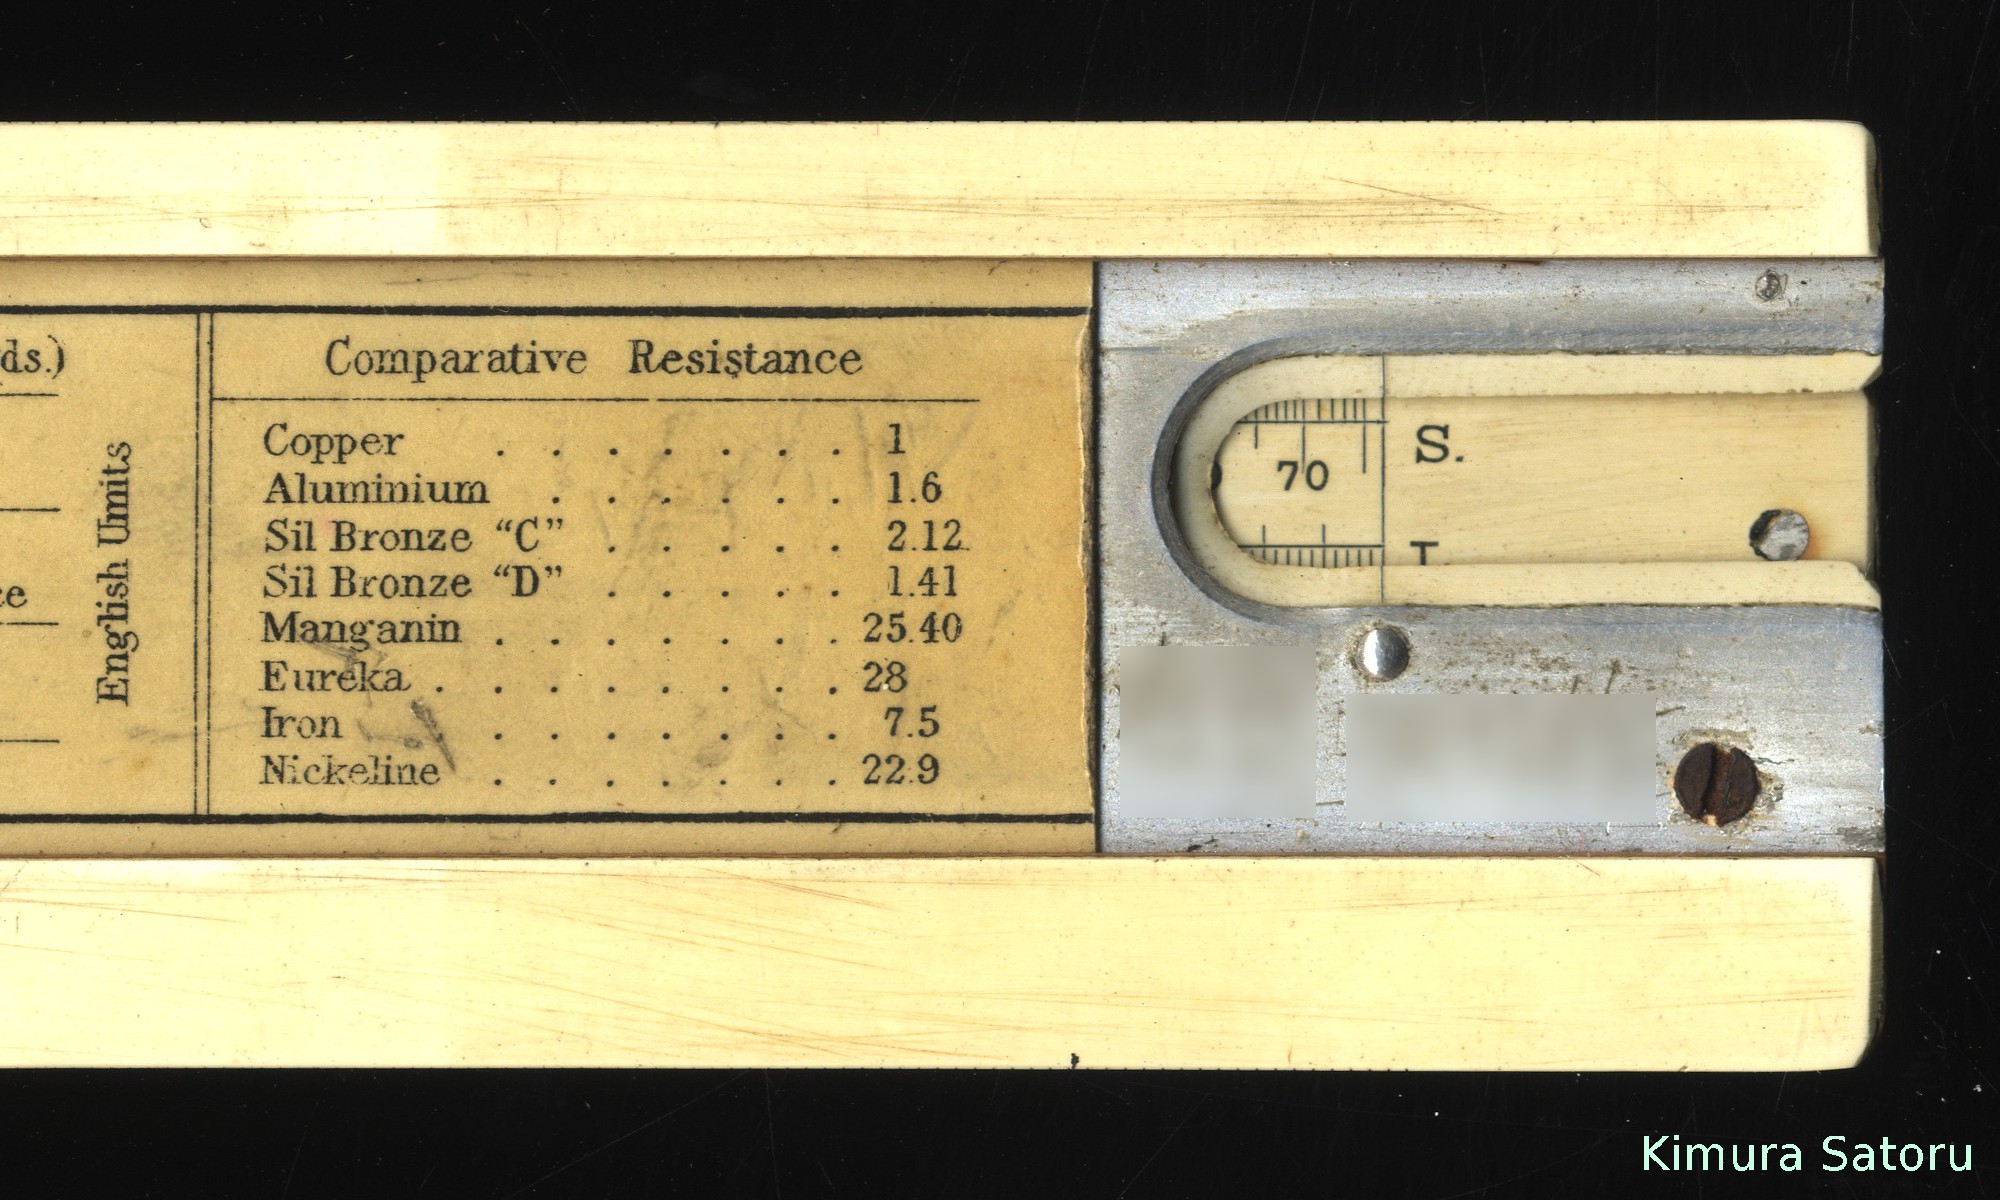 ds.)
English Units
Comparative Resistance
Copper . . . . . . . 1
Aluminium . . . . . . 1.6
Sil Bronze “C” . . . . . 2.12
Sil Bronze “D” . . . . . 1.41
Manganin . . . . . . . 25.40
Eureka . . . . . . . . 28
Iron . . . . . . . 7.5
Nickeline . . . . . . . 22.9
S.
70
T
Kimura Satoru